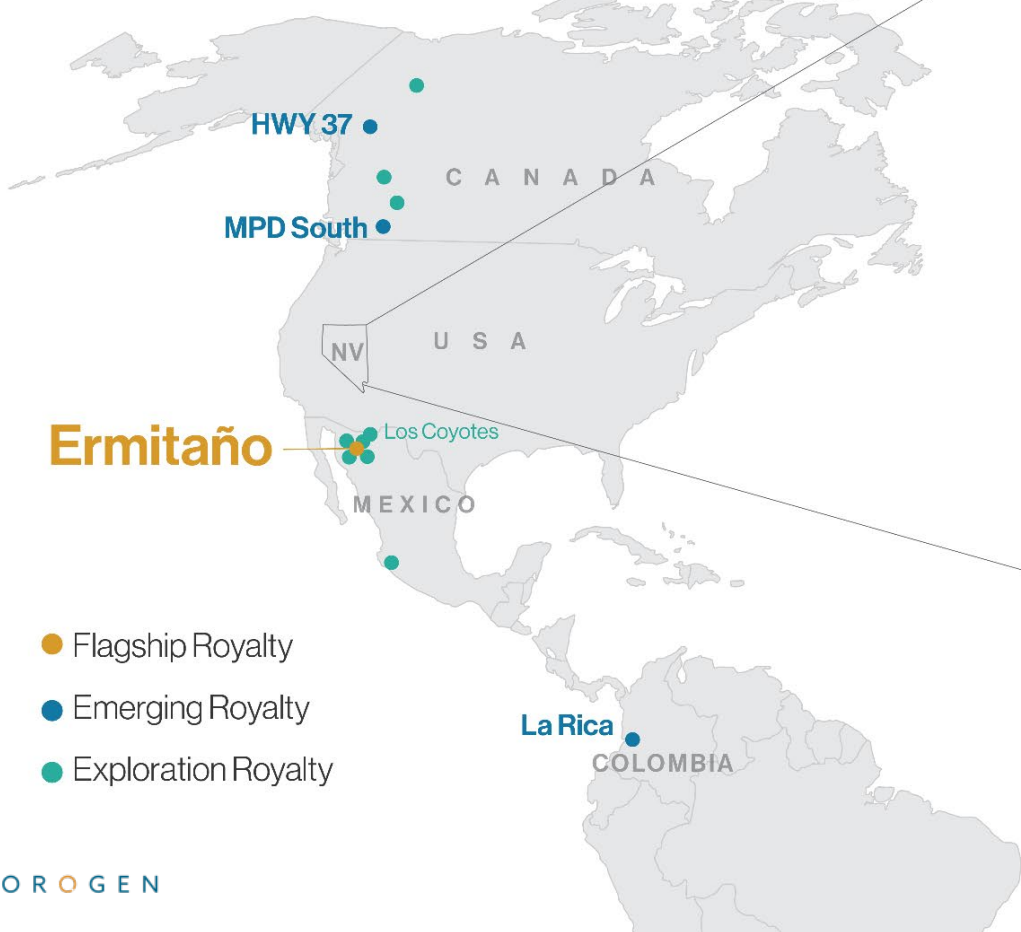 HWY 37
CANADA
MPD South
USA
NV
Ermitaño
Los Coyotes
MEXICO
Flagship Royalty
Emerging Royalty
La Rica
COLOMBIA
Exploration Royalty
OROGEN